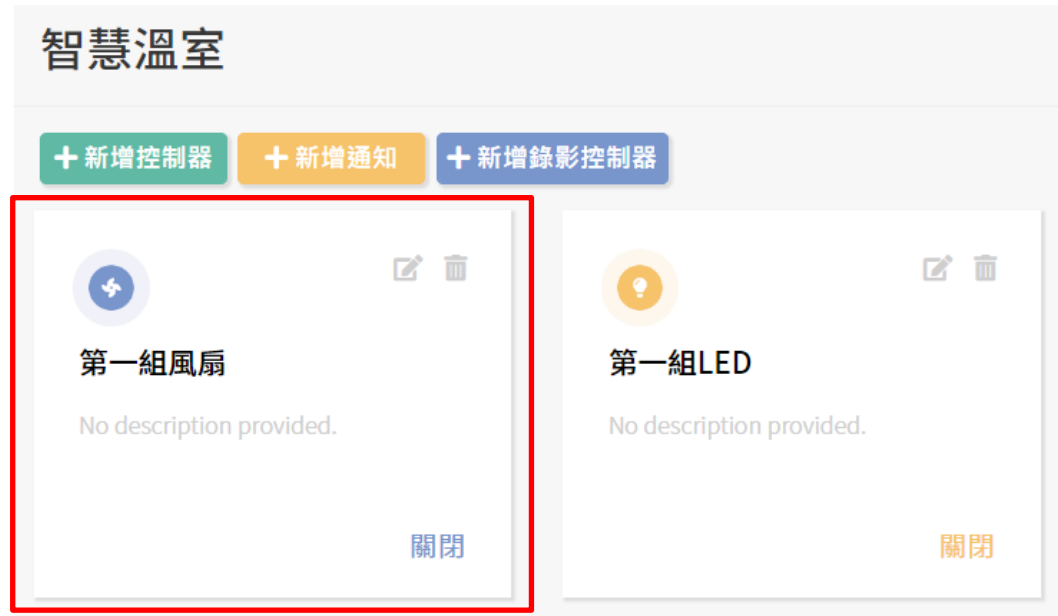 智慧溫室
新增控制器
新增通知
新增錄影控制器
第一組風扇
No description provided.
關閉
第一組LED
No description provided.
關閉